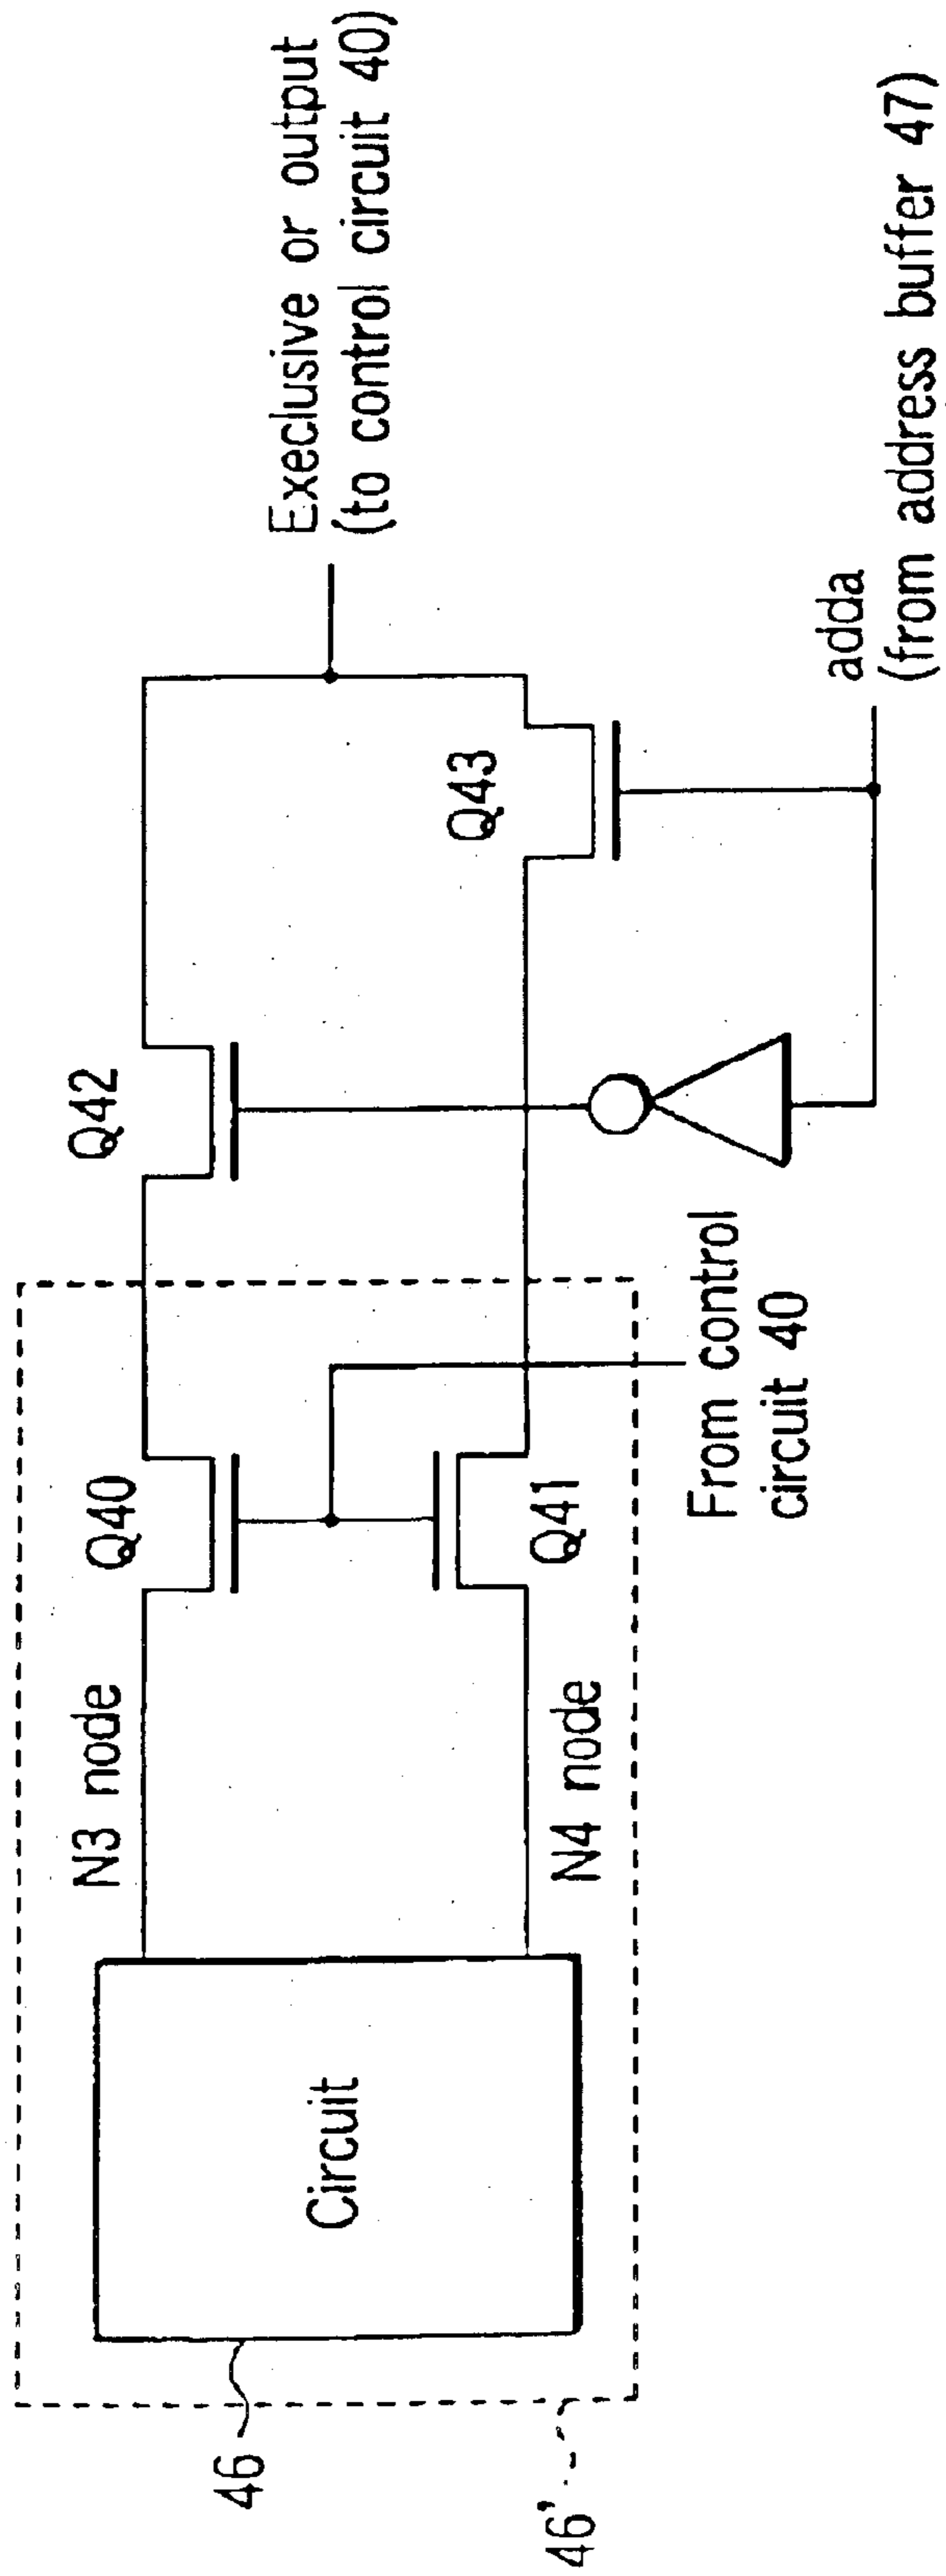 46
46'
Circuit
N3 node
N4 node
Q40
Q41
From control
circuit 40
Q42
Q43
Execlusive or output
(to control circuit 40)
adda
(from address buffer 47)